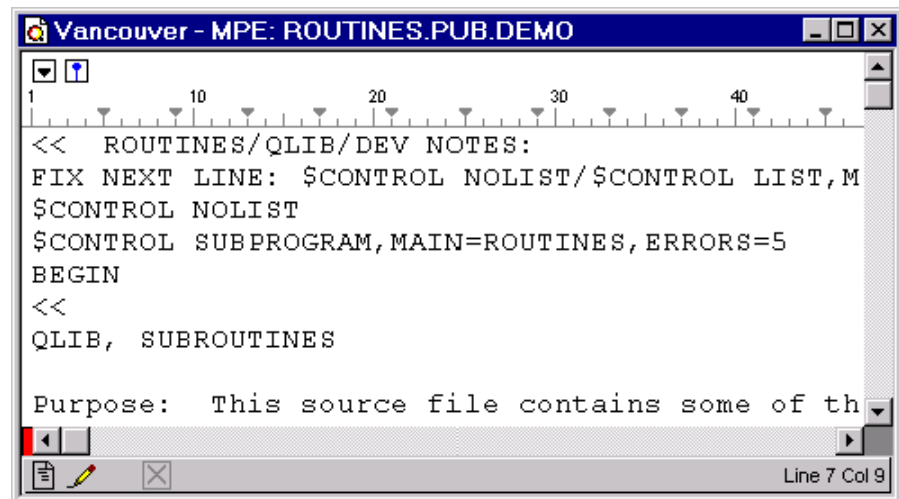 Vancouver - MPE: ROUTINES.PUB.DEMO
1 10 20 30 40
<<  ROUTINES/QLIB/DEV NOTES:
FIX NEXT LINE: $CONTROL NOLIST/$CONTROL LIST,M
$CONTROL NOLIST
$CONTROL SUBPROGRAM,MAIN=ROUTINES,ERRORS=5
BEGIN
<<
QLIB, SUBROUTINES
Purpose:  This source file contains some of th
Line 7 Col 9